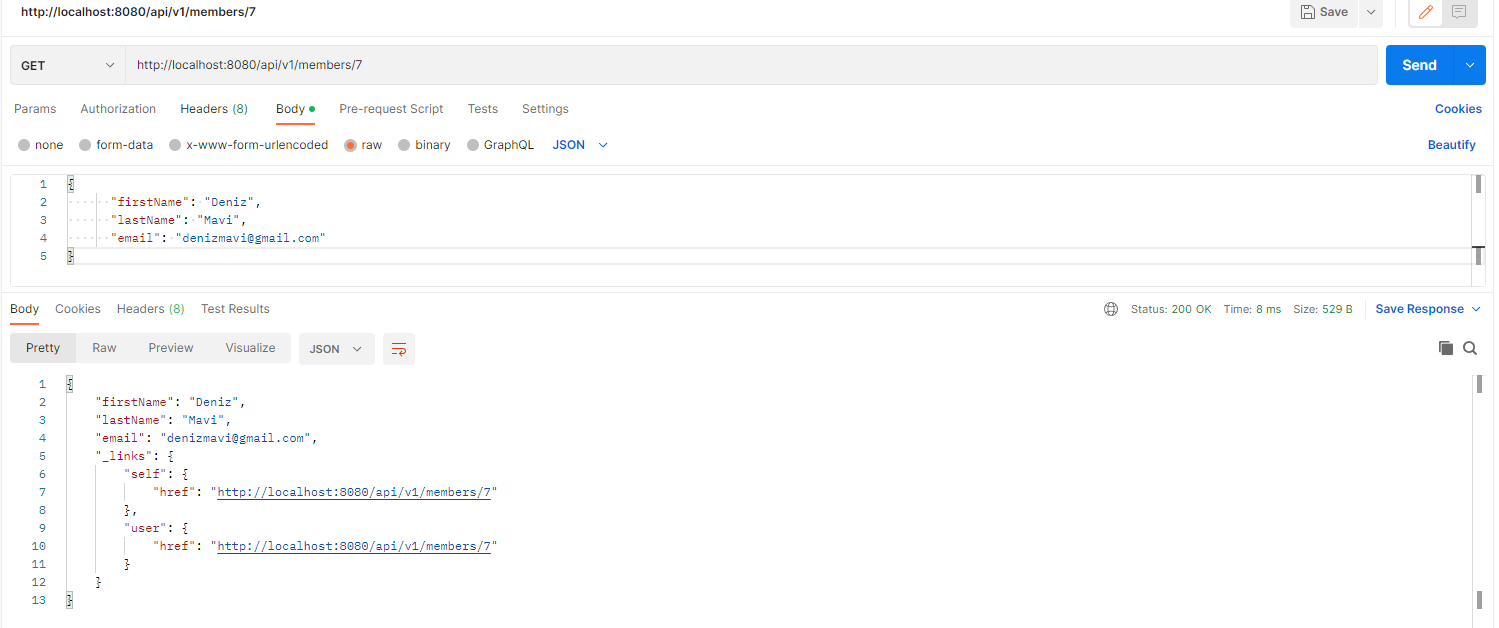 http://localhost:8080/api/v1/members/7 Save
GET http://localhost:8080/api/v1/members/7 Send
Params Authorization Headers (8) Body Pre-request Script Tests Settings Cookies
none form-data x-www-form-urlencoded raw binary GraphQL JSON Beautify
1 {
2 "firstName": "Deniz",
3 "lastName": "Mavi",
4 "email": "denizmavi@gmail.com"
5 }
Body Cookies Headers (8) Test Results Status: 200 OK Time: 8 ms Size: 529 B Save Response
Pretty Raw Preview Visualize JSON
1 {
2 "firstName": "Deniz",
3 "lastName": "Mavi",
4 "email": "denizmavi@gmail.com",
5 "_links": {
6 "self": {
7 "href": "http://localhost:8080/api/v1/members/7"
8 },
9 "user": {
10 "href": "http://localhost:8080/api/v1/members/7"
11 }
12 }
13 }